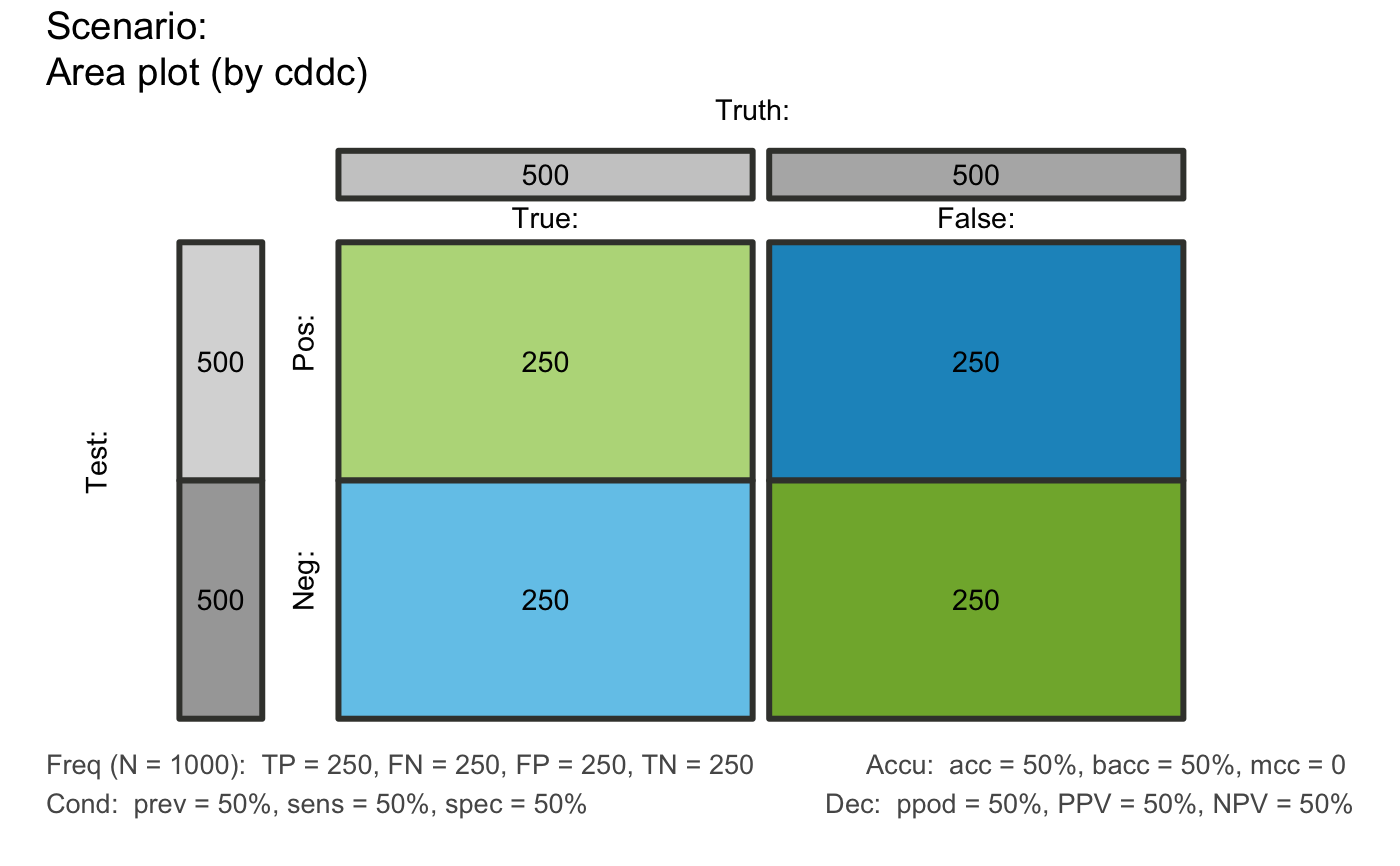 Scenario:
Area plot (by cddc)
Truth:
500
500
True:
False:
Test:
500
Pos:
250
250
500
Neg:
250
250
Freq (N = 1000):  TP = 250, FN = 250, FP = 250, TN = 250
Accu:  acc = 50%, bacc = 50%, mcc = 0
Cond:  prev = 50%, sens = 50%, spec = 50%
Dec:  ppod = 50%, PPV = 50%, NPV = 50%